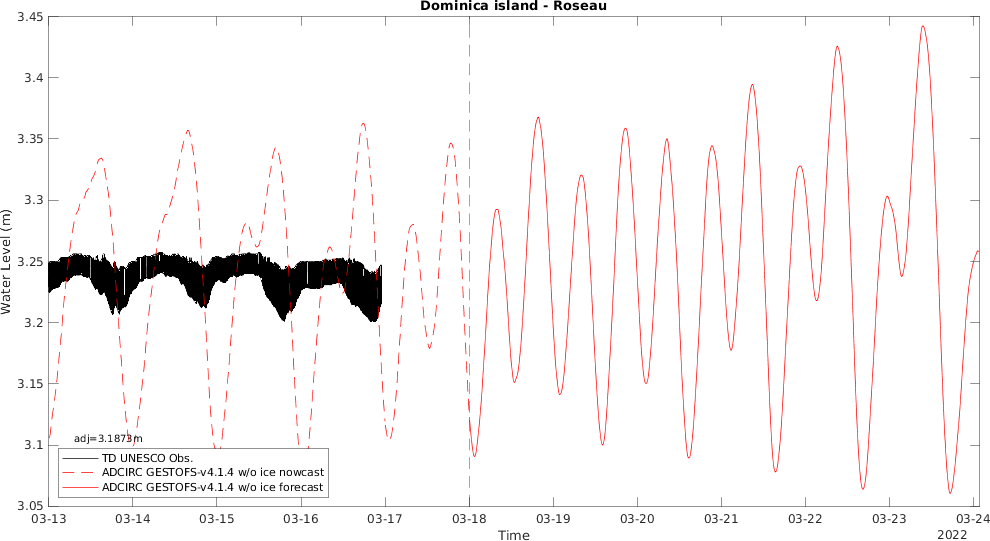 Dominica island - Roseau
3.45
3.4
3.35
3.3
3.25
3.2
3.15
3.1
3.05
Water Level (m)
adj=3.1873m
TD UNESCO Obs.
ADCIRC GESTOFS-v4.1.4 w/o ice nowcast
ADCIRC GESTOFS-v4.1.4 w/o ice forecast
03-13 03-14 03-15 03-16 03-17 03-18 03-19 03-20 03-21 03-22 03-23 03-24
Time
2022